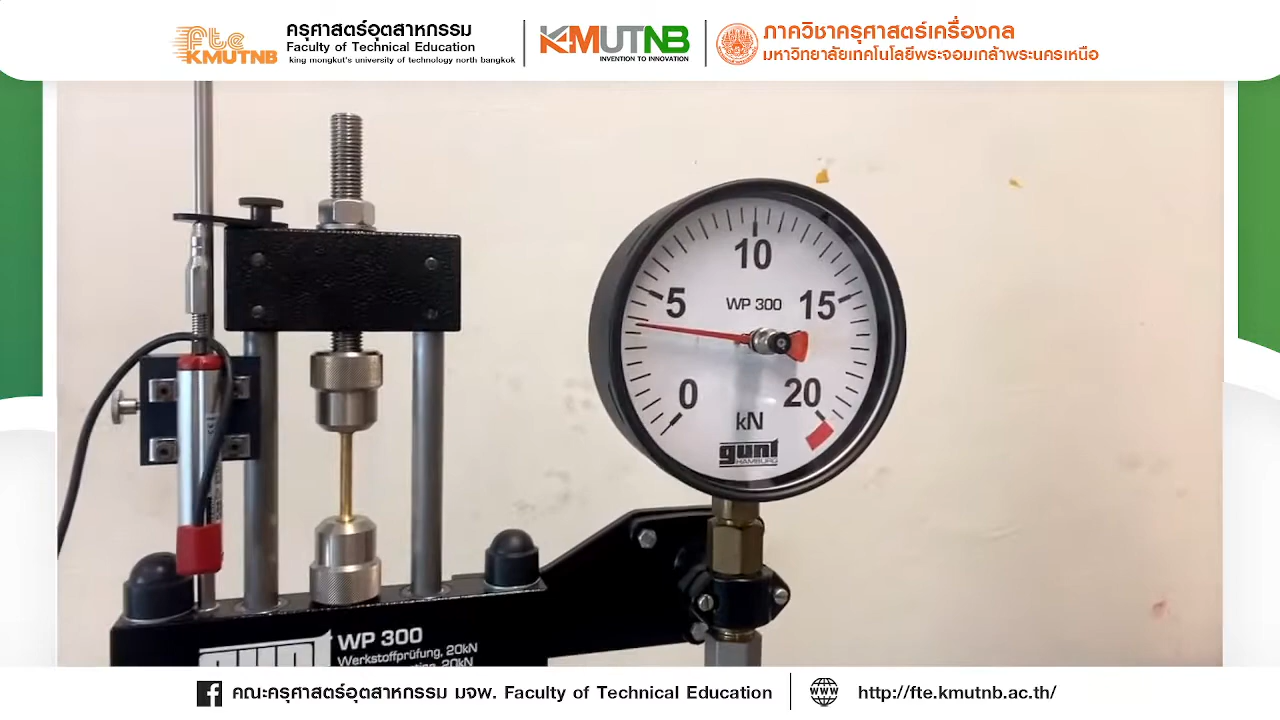 fte
KMUTNB
ครุศาสตร์อุตสาหกรรม
Faculty of Technical Education
king mongkut's university of technology north bangkok
KMUTNB
INVENTION TO INNOVATION
ภาควิชาครุศาสตร์เครื่องกล
มหาวิทยาลัยเทคโนโลยีพระจอมเกล้าพระนครเหนือ
10
5
WP 300
15
0
20
kN
gunt
HAMBURG
WP 300
gunt
Werkstoffprüfung, 20kN
20kN
คณะครุศาสตร์อุตสาหกรรม มจพ. Faculty of Technical Education
WWW
http://fte.kmutnb.ac.th/